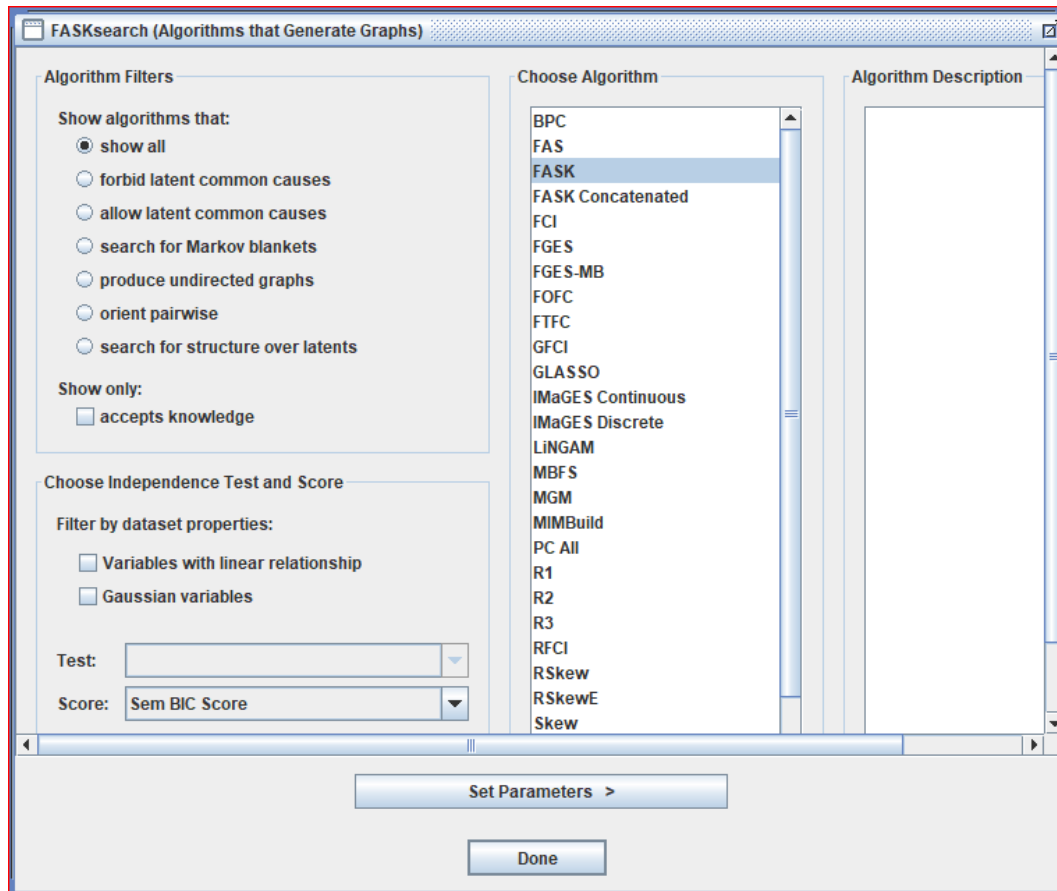 FASKsearch (Algorithms that Generate Graphs)
Algorithm Filters
Show algorithms that:
show all
forbid latent common causes
allow latent common causes
search for Markov blankets
produce undirected graphs
orient pairwise
search for structure over latents
Show only:
accepts knowledge
Choose Independence Test and Score
Filter by dataset properties:
Variables with linear relationship
Gaussian variables
Test:
Score: Sem BIC Score
Choose Algorithm
BPC
FAS
FASK
FASK Concatenated
FCI
FGES
FGES-MB
FOFC
FTFC
GFCI
GLASSO
IMaGES Continuous
IMaGES Discrete
LiNGAM
MBFS
MGM
MIMBuild
PC All
R1
R2
R3
RFCI
RSkew
RSkewE
Skew
Algorithm Description
Set Parameters >
Done